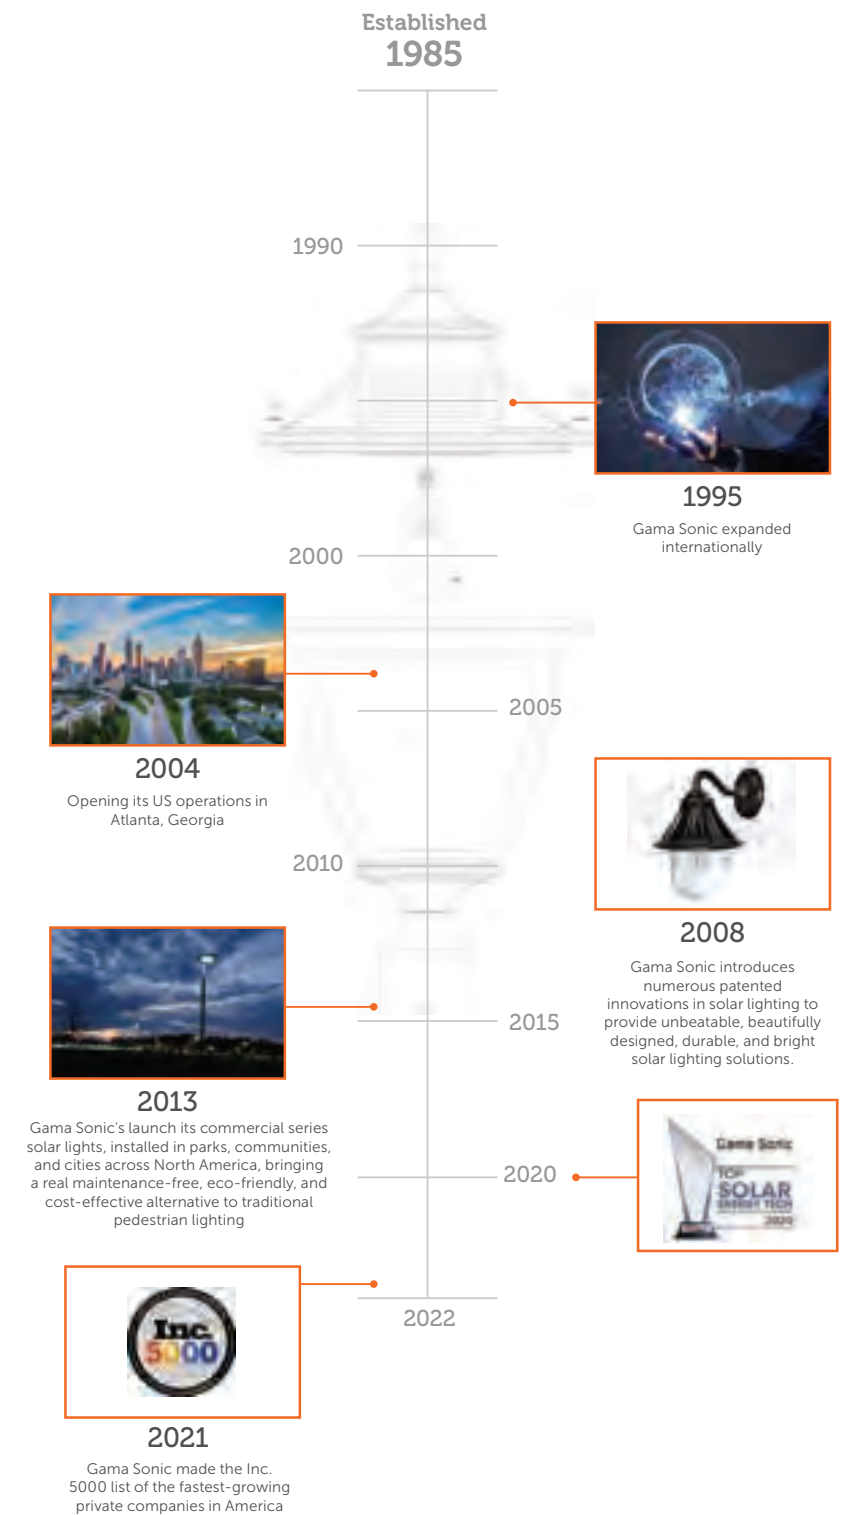 Established
1985
1990
1995
Gama Sonic expanded
internationally
2000
2004
Opening its US operations in
Atlanta, Georgia
2005
2008
Gama Sonic introduces
numerous patented
innovations in solar lighting to
provide unbeatable, beautifully
designed, durable, and bright
solar lighting solutions.
2010
2013
Gama Sonic's launch its commercial series
solar lights, installed in parks, communities,
and cities across North America, bringing
a real maintenance-free, eco-friendly, and
cost-effective alternative to traditional
pedestrian lighting
2015
2020
Gama Sonic
TOP
SOLAR
ENERGY TECH
2020
2022
Inc.
5000
2021
Gama Sonic made the Inc.
5000 list of the fastest-growing
private companies in America